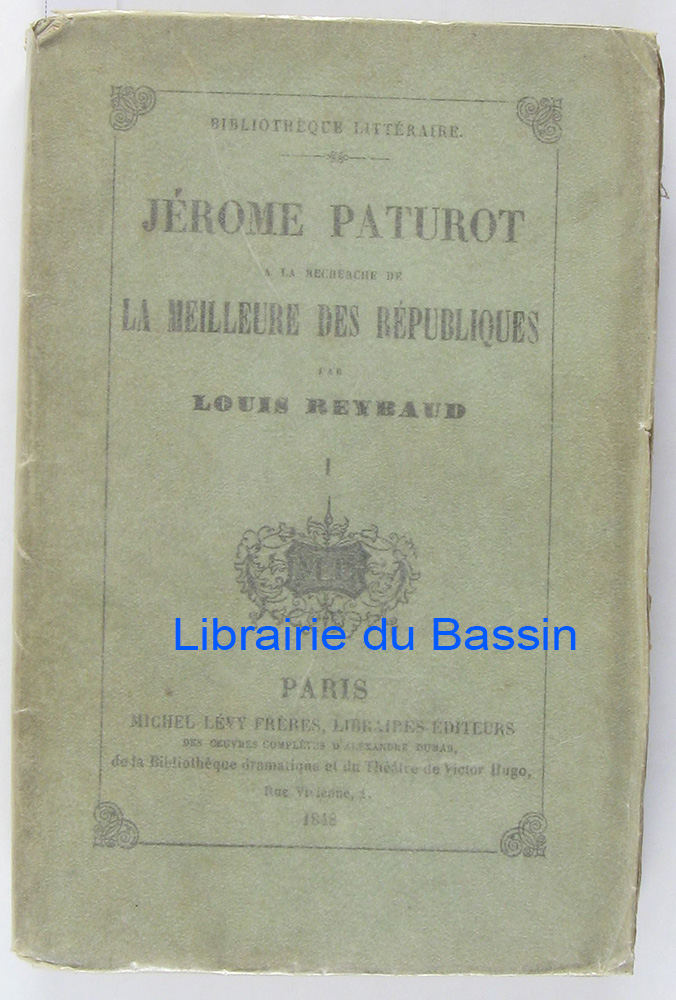 BIBLIOTHÈQUE LITTÉRAIRE.
JÉROME PATUROT
A LA RECHERCHE DE
LA MEILLEURE DES RÉPUBLIQUES
PAR
LOUIS REYBAUD
I
Librairie du Bassin
PARIS
MICHEL LÉVY FRÈRES, LIBRAIRES-ÉDITEURS
DES ŒUVRES COMPLÈTES D'ALEXANDRE DUMAS,
de la Bibliothèque dramatique et du Théâtre de Victor Hugo,
Rue Vivienne, 1.
1848